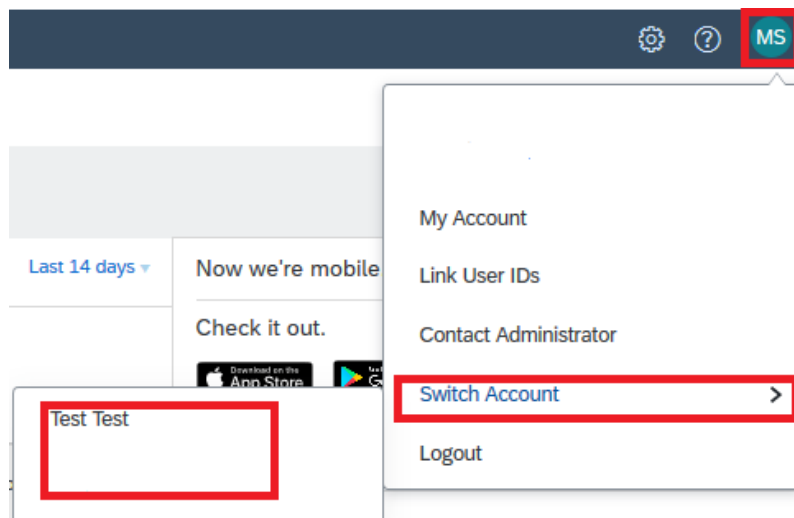 MS
My Account
Last 14 days
Now we're mobile
Link User IDs
Check it out.
Contact Administrator
Download on the
App Store
Switch Account
Test Test
Logout